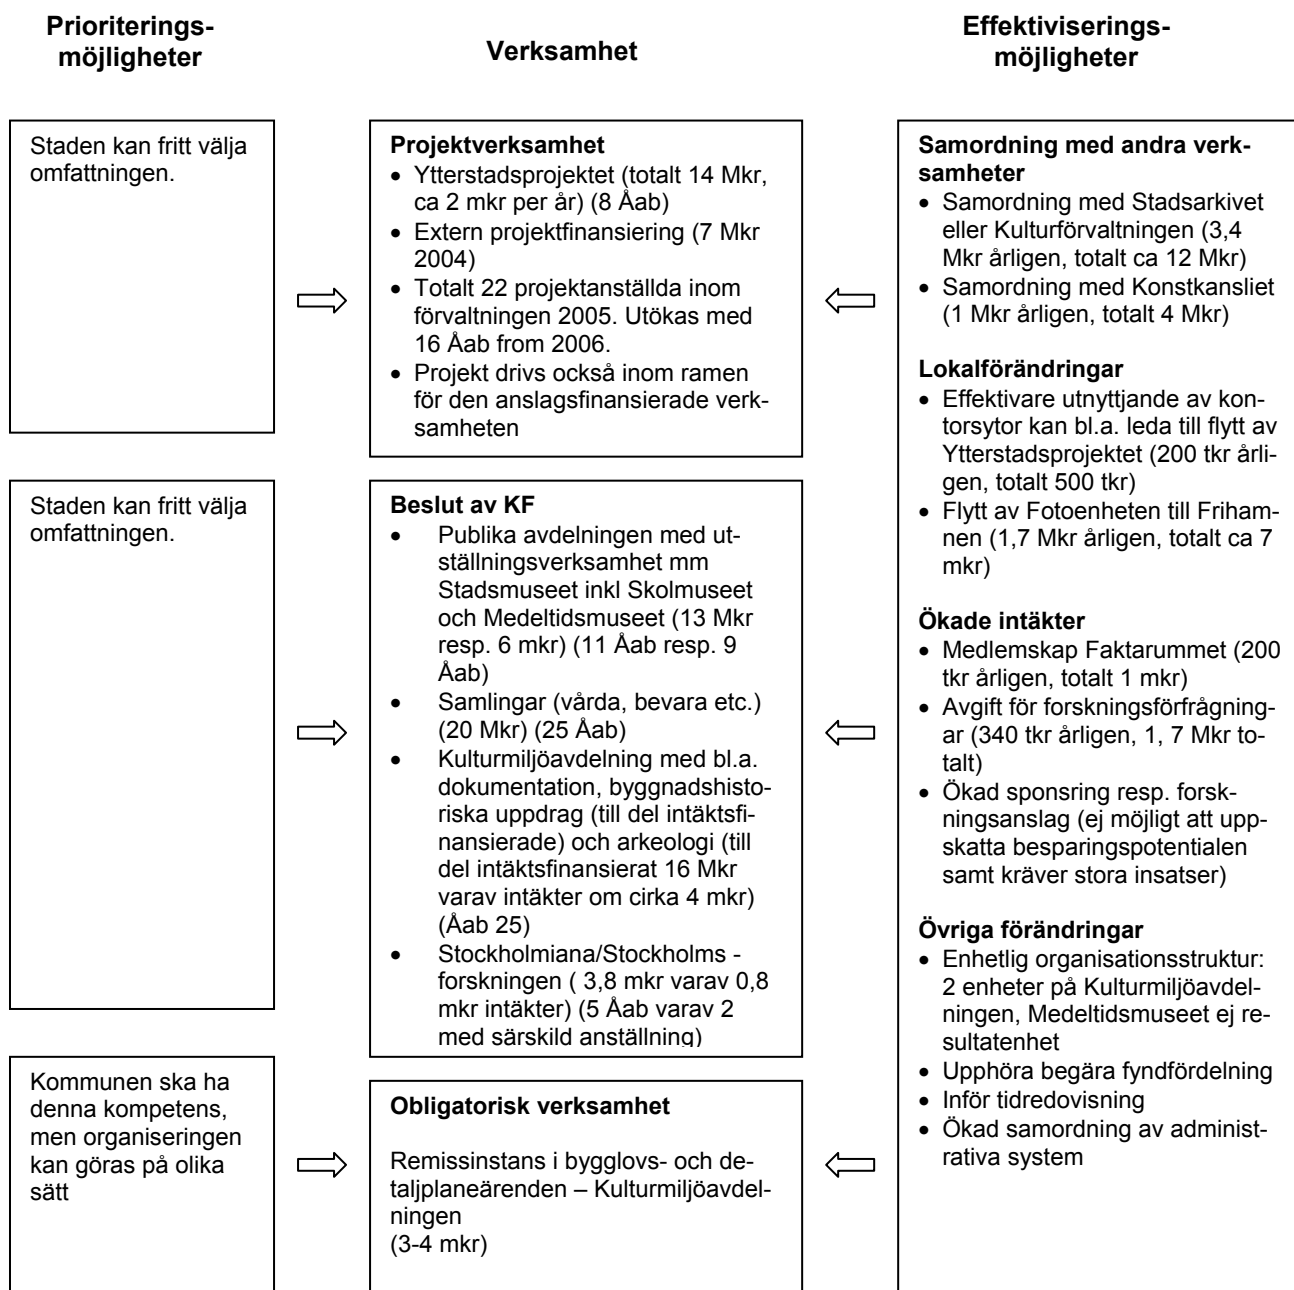 Prioriterings-
möjligheter
Verksamhet
Effektiviserings-
möjligheter
Staden kan fritt välja
omfattningen.
Projektverksamhet
• Ytterstadsprojektet (totalt 14 Mkr,
ca 2 mkr per år) (8 Åab)
• Extern projektfinansiering (7 Mkr
2004)
• Totalt 22 projektanställda inom
förvaltningen 2005. Utökas med
16 Åab from 2006.
• Projekt drivs också inom ramen
för den anslagsfinansierade verk-
samheten
Staden kan fritt välja
omfattningen.
Beslut av KF
• Publika avdelningen med ut-
ställningsverksamhet mm
Stadsmuseet inkl Skolmuseet
och Medeltidsmuseet (13 Mkr
resp. 6 mkr) (11 Åab resp. 9
Åab)
• Samlingar (vårda, bevara etc.)
(20 Mkr) (25 Åab)
• Kulturmiljöavdelning med bl.a.
dokumentation, byggnadshisto-
riska uppdrag (till del intäktsfi-
nansierade) och arkeologi (till
del intäktsfinansierat 16 Mkr
varav intäkter om cirka 4 mkr)
(Åab 25)
• Stockholmiana/Stockholms -
forskningen ( 3,8 mkr varav 0,8
mkr intäkter) (5 Åab varav 2
med särskild anställning)
Kommunen ska ha
denna kompetens,
men organiseringen
kan göras på olika
sätt
Obligatorisk verksamhet
Remissinstans i bygglovs- och de-
taljplaneärenden – Kulturmiljöavdel-
ningen
(3-4 mkr)
Samordning med andra verk-
samheter
• Samordning med Stadsarkivet
eller Kulturförvaltningen (3,4
Mkr årligen, totalt ca 12 Mkr)
• Samordning med Konstkansliet
(1 Mkr årligen, totalt 4 Mkr)
Lokalförändringar
• Effektivare utnyttjande av kon-
torsytor kan bl.a. leda till flytt av
Ytterstadsprojektet (200 tkr årli-
gen, totalt 500 tkr)
• Flytt av Fotoenheten till Friham-
nen (1,7 Mkr årligen, totalt ca 7
mkr)
Ökade intäkter
• Medlemskap Faktarummet (200
tkr årligen, totalt 1 mkr)
• Avgift för forskningsförfrågning-
ar (340 tkr årligen, 1, 7 Mkr to-
talt)
• Ökad sponsring resp. forsk-
ningsanslag (ej möjligt att upp-
skatta besparingspotentialen
samt kräver stora insatser)
Övriga förändringar
• Enhetlig organisationsstruktur:
2 enheter på Kulturmiljöavdel-
ningen, Medeltidsmuseet ej re-
sultatenhet
• Upphöra begära fyndfördelning
• Inför tidredovisning
• Ökad samordning av administ-
rativa system